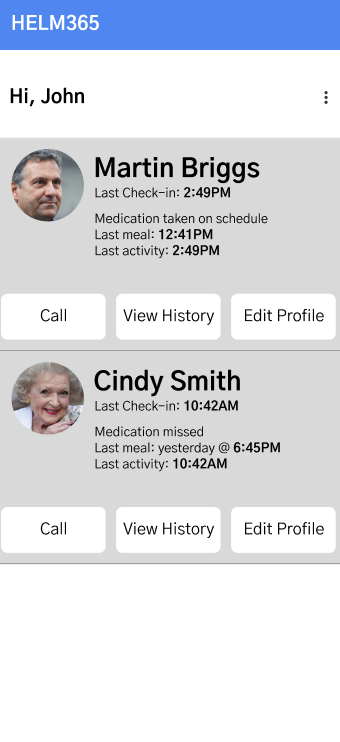 HELM365
Hi, John
Martin Briggs
Last Check-in: 2:49PM
Medication taken on schedule
Last meal: 12:41PM
Last activity: 2:49PM
Call
View History
Edit Profile
Cindy Smith
Last Check-in: 10:42AM
Medication missed
Last meal: yesterday @ 6:45PM
Last activity: 10:42AM
Call
View History
Edit Profile